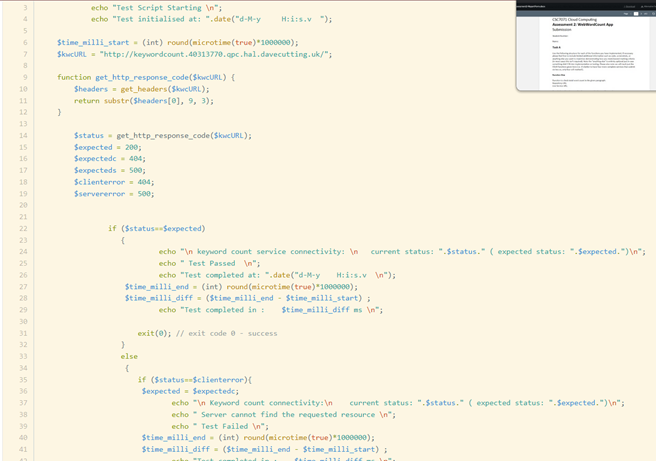 3 echo "Test Script Starting \n";
4 echo "Test initialised at: ".date("d-M-y H:i:s.v ");
5
6 $time_milli_start = (int) round(microtime(true)*1000000);
7 $kwcURL = "http://keywordcount.40313770.qpc.hal.davecutting.uk/";
8
9 function get_http_response_code($kwcURL) {
10 $headers = get_headers($kwcURL);
11 return substr($headers[0], 9, 3);
12 }
13
14 $status = get_http_response_code($kwcURL);
15 $expected = 200;
16 $expectedc = 404;
17 $expecteds = 500;
18 $clienterror = 404;
19 $servererror = 500;
20
21
22 if ($status==$expected)
23 {
24 echo "\n keyword count service connectivity: \n current status: ".$status." ( expected status: ".$expected.")\n";
25 echo " Test Passed \n";
26 echo "Test completed at: ".date("d-M-y H:i:s.v \n");
27 $time_milli_end = (int) round(microtime(true)*1000000);
28 $time_milli_diff = ($time_milli_end - $time_milli_start) ;
29 echo "Test completed in : $time_milli_diff ms \n";
30
31 exit(0); // exit code 0 - success
32 }
33 else
34 {
35 if ($status==$clienterror){
36 $expected = $expectedc;
37 echo "\n Keyword count connectivity:\n current status: ".$status." ( expected status: ".$expected.")\n";
38 echo " Server cannot find the requested resource \n";
39 echo " Test Failed \n";
40 $time_milli_end = (int) round(microtime(true)*1000000);
41 $time_milli_diff = ($time_milli_end - $time_milli_start) ;
Cloud Computing
Assessment 2: WebWordCount App
Submission